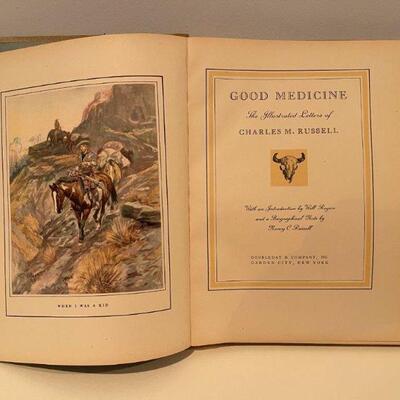 WHEN I WAS A KID
GOOD MEDICINE
The Illustrated Letters of
CHARLES M. RUSSELL
With an Introduction by Will Rogers
and a Biographical Note by
Nancy C. Russell
DOUBLEDAY & COMPANY, INC.
GARDEN CITY, NEW YORK